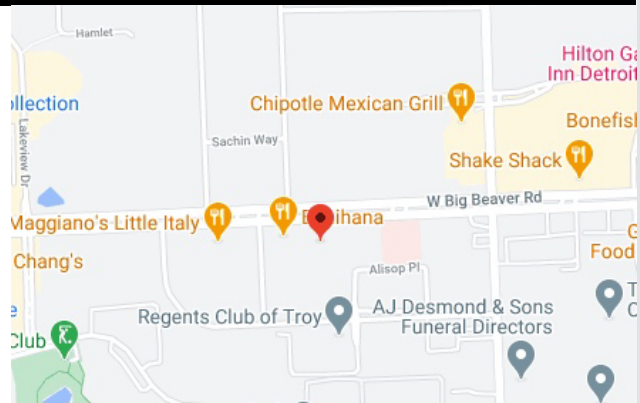 Hamlet
Hilton Ga
Inn Detroit
ollection
Chipotle Mexican Grill
Bonefish
Lakeview Dr
Sachin Way
Shake Shack
W Big Beaver Rd
Maggiano's Little Italy
B ihana
G
Food
Chang's
Alisop Pl
T
C
Regents Club of Troy
AJ Desmond & Sons
Funeral Directors
e
Club